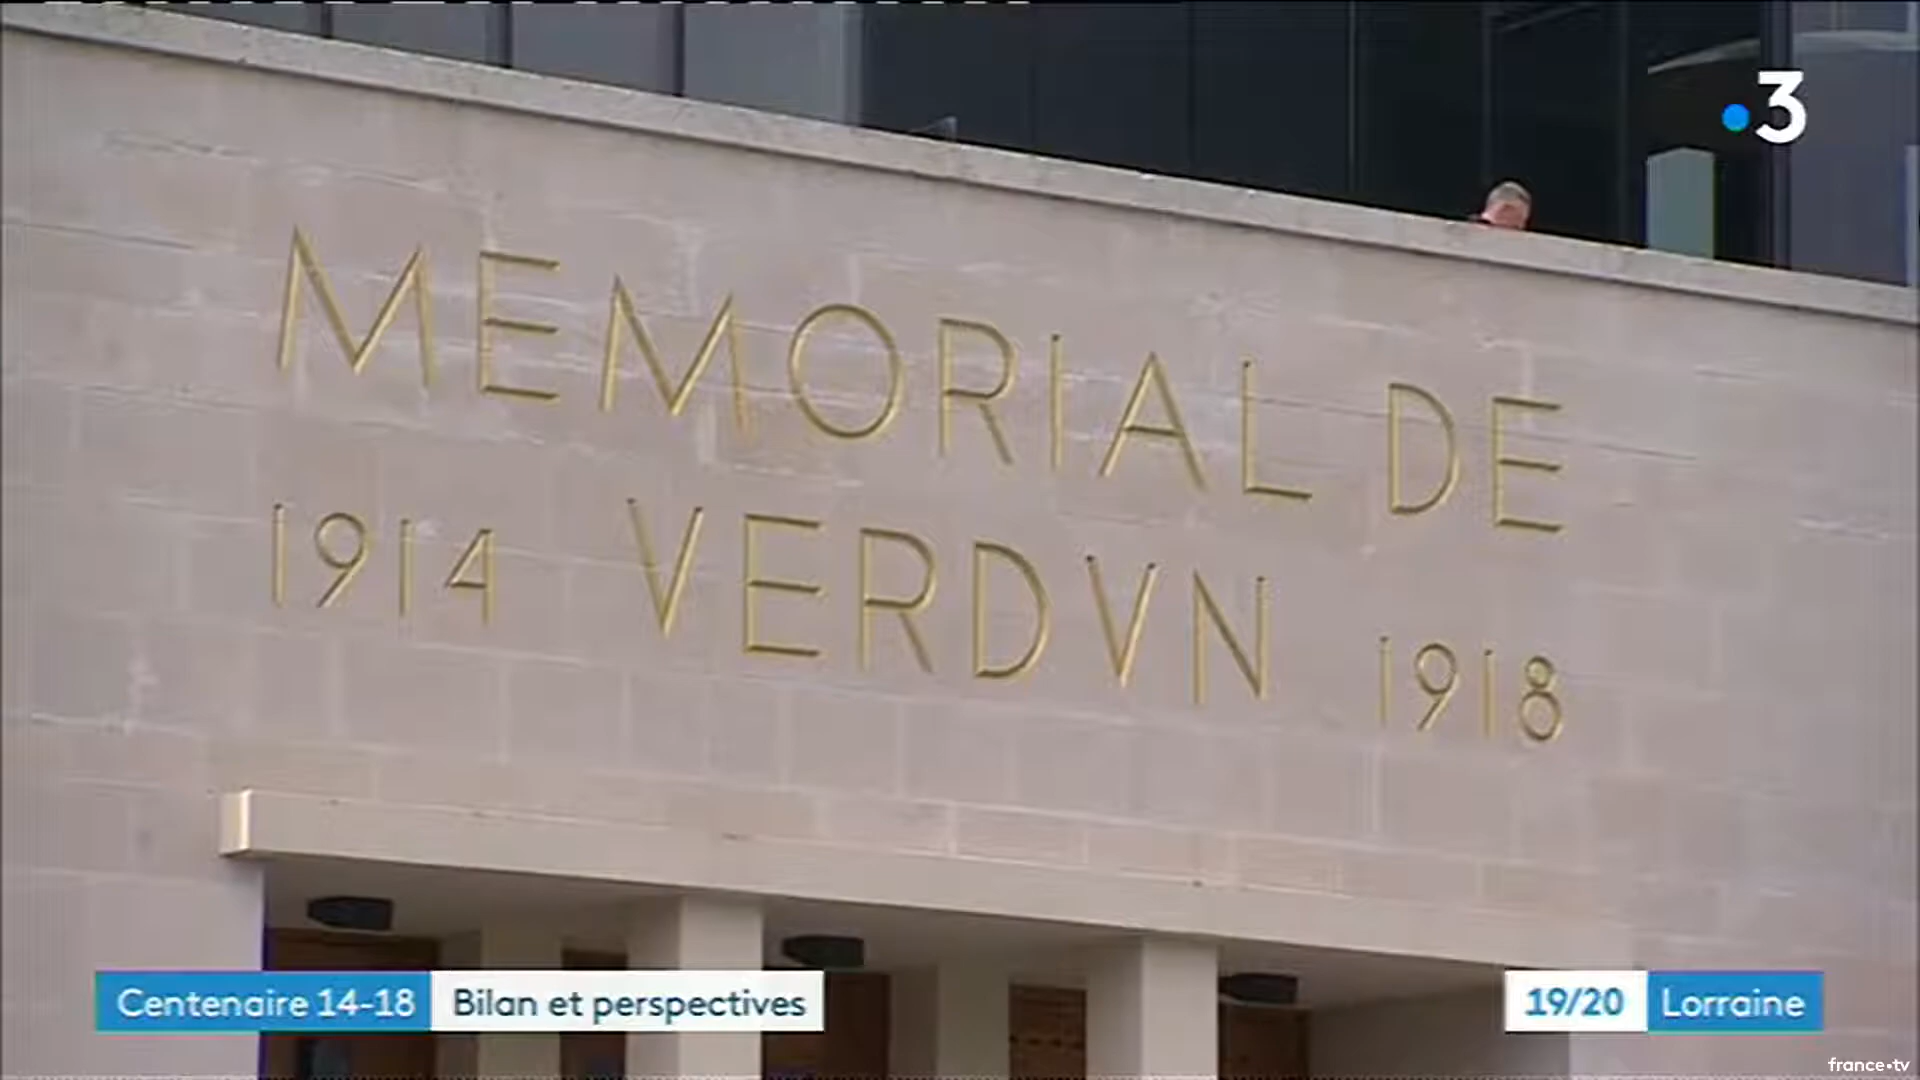 3
MEMORIAL DE
1914 VERDVN 1918
Centenaire 14-18 Bilan et perspectives
19/20 Lorraine
france•tv